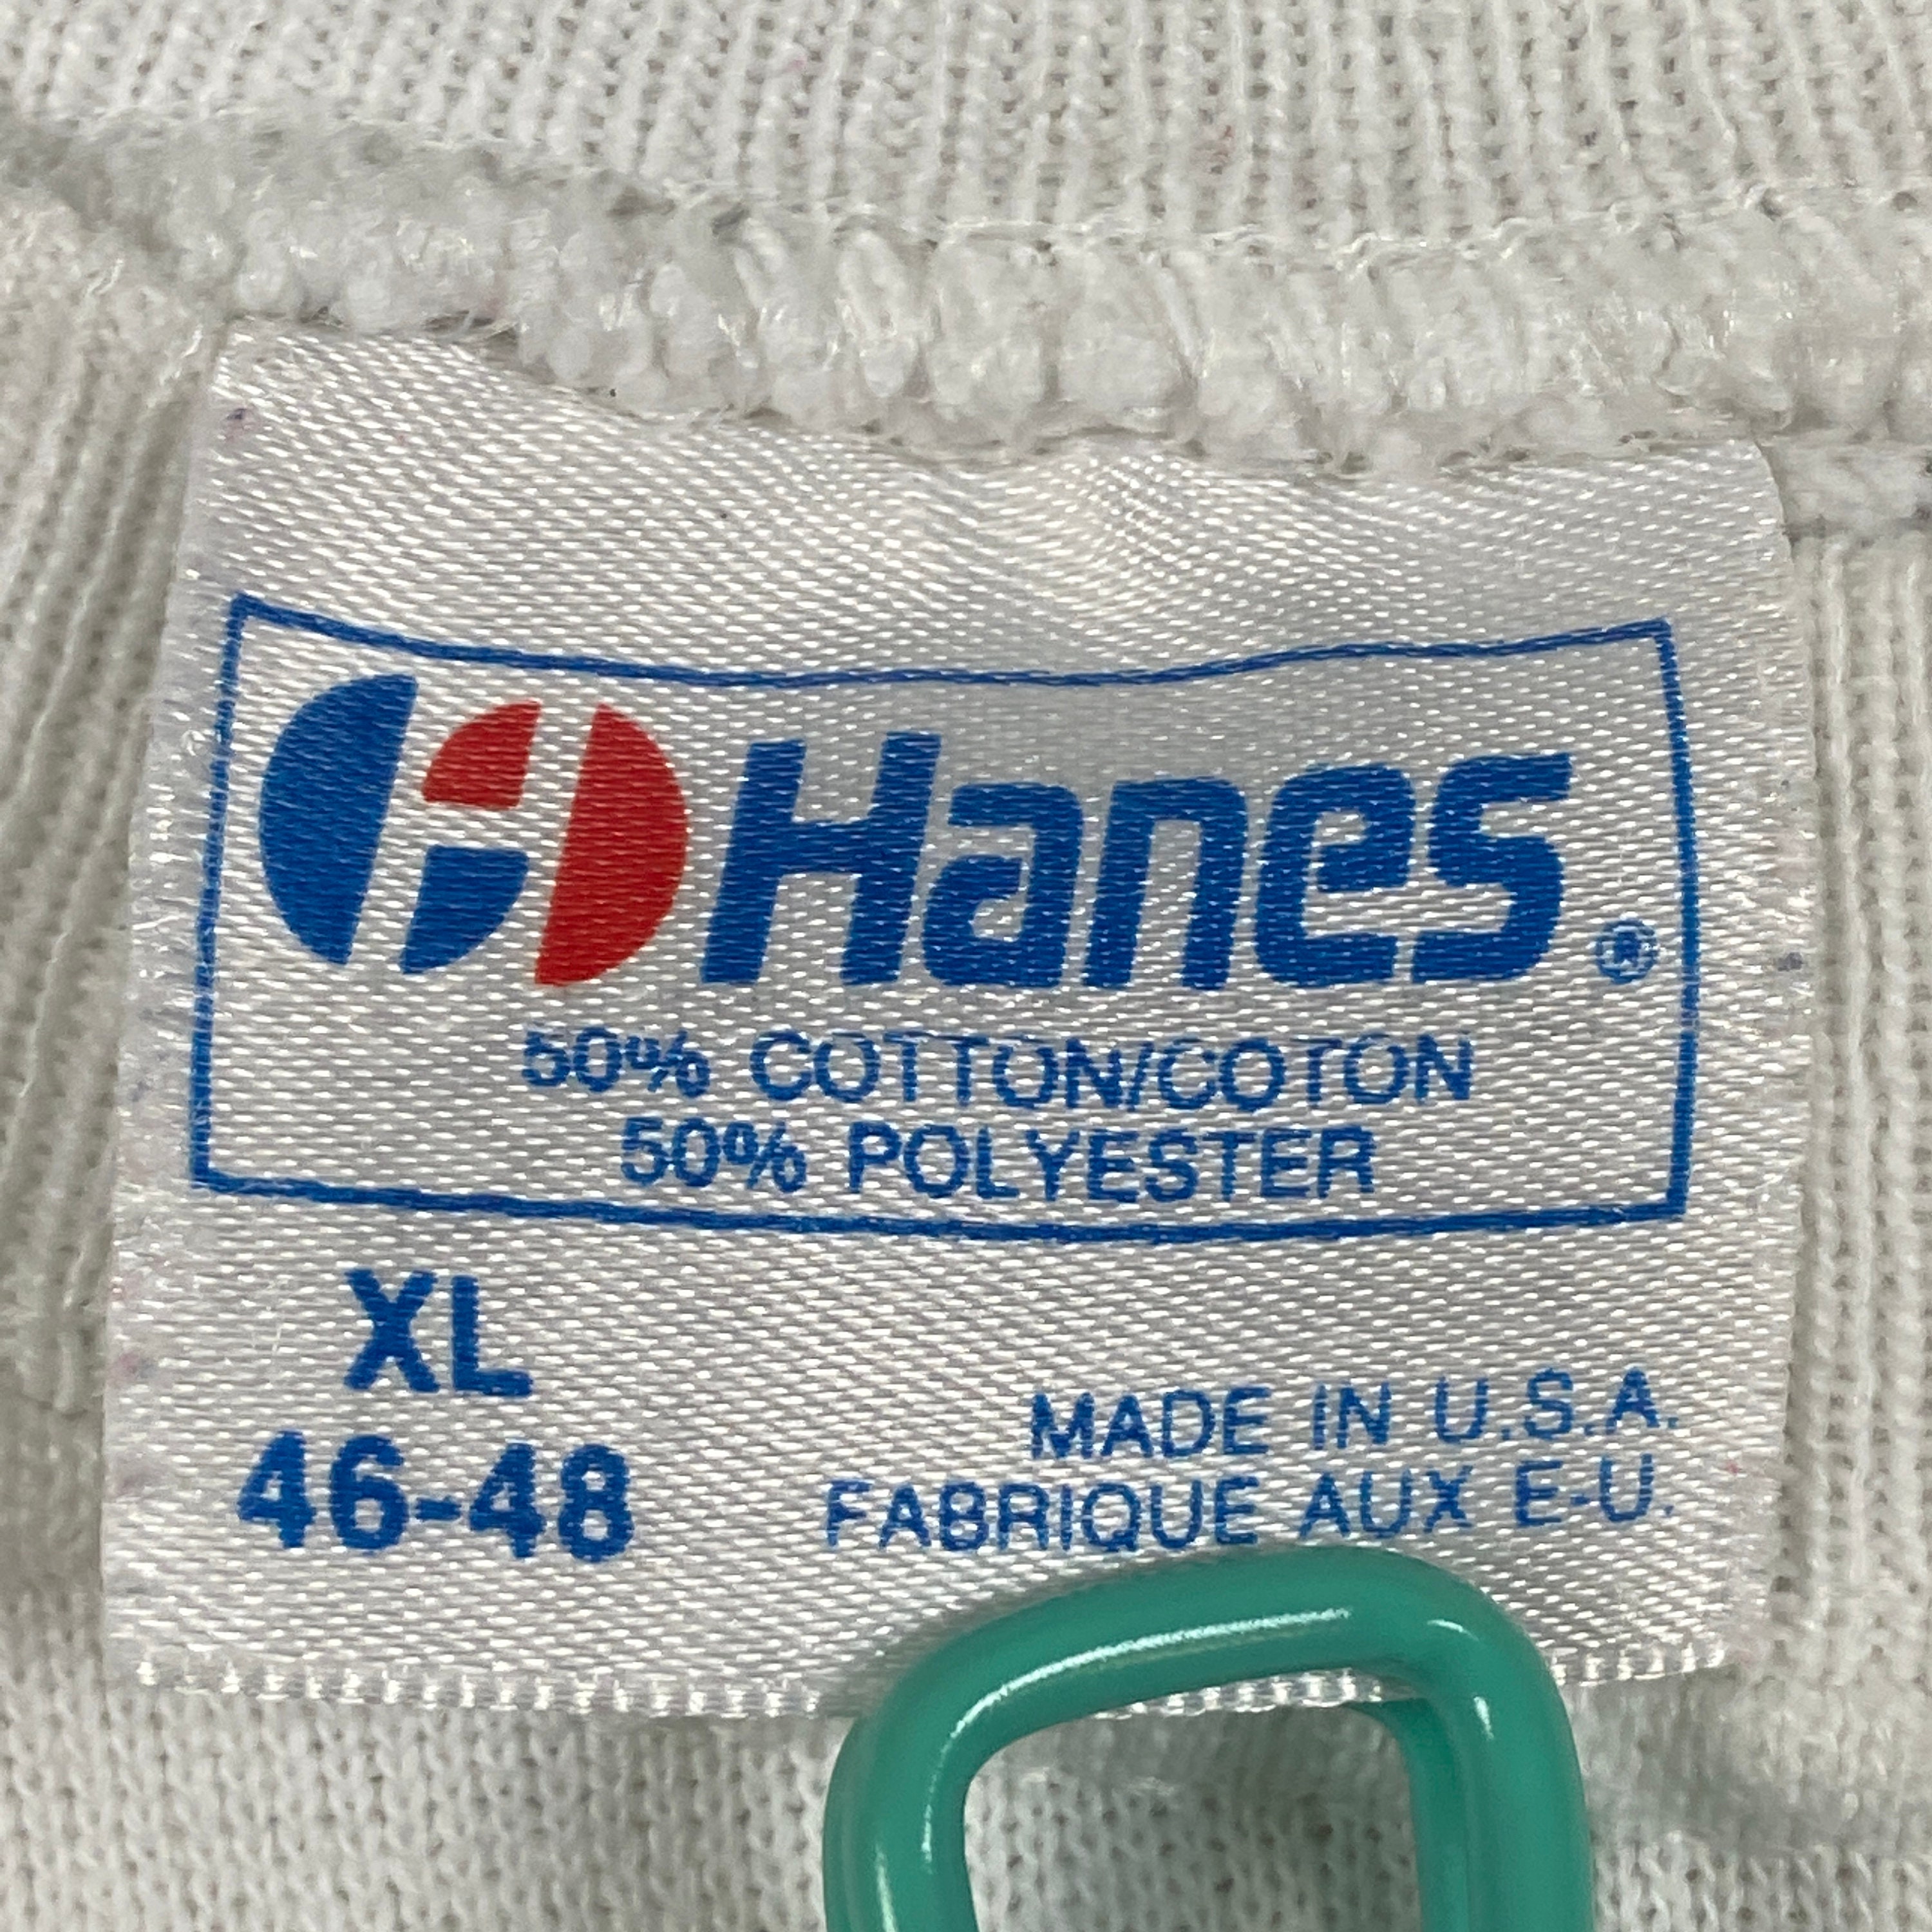 Hanes®
50% COTTON/COTON
50% POLYESTER
XL
46-48
MADE IN U.S.A.
FABRIQUE AUX E-U.